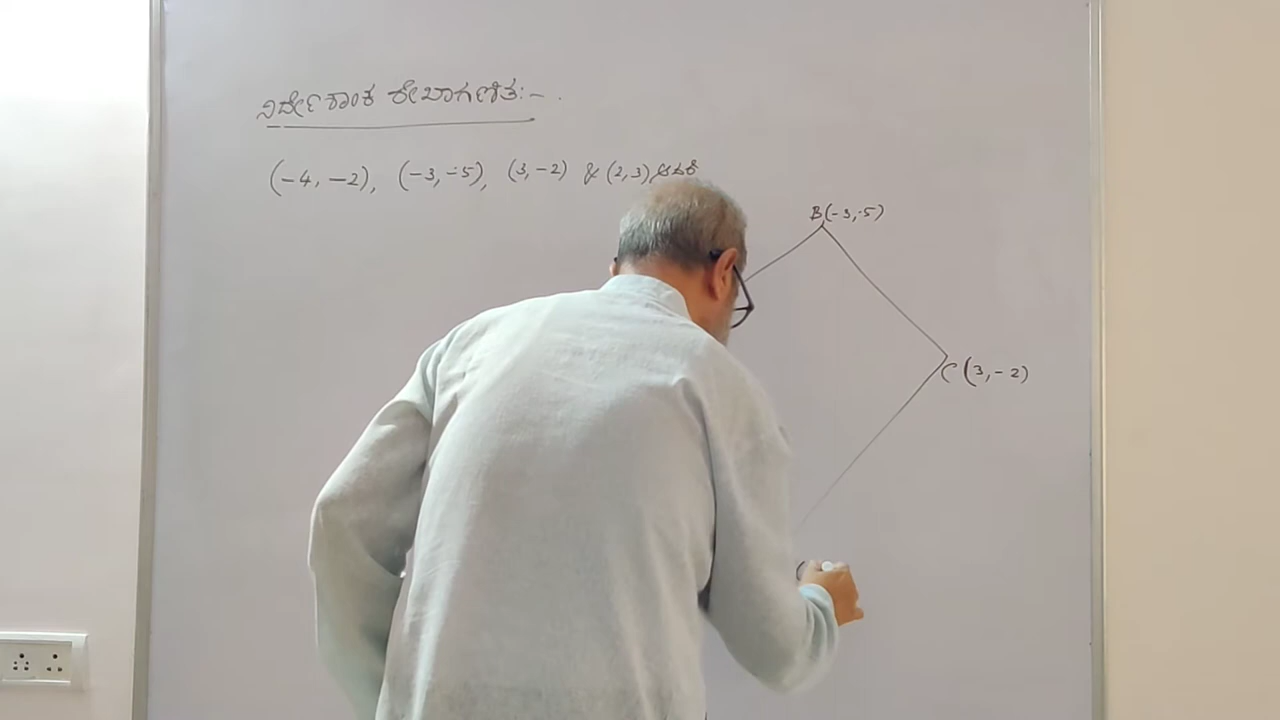 ನಿರ್ದೇಶಾಂಕ ರೇಖಾಗಣಿತ:-
(-4, -2), (-3, -5), (3, -2) & (2, 3)
B(-3, -5)
C(3, -2)